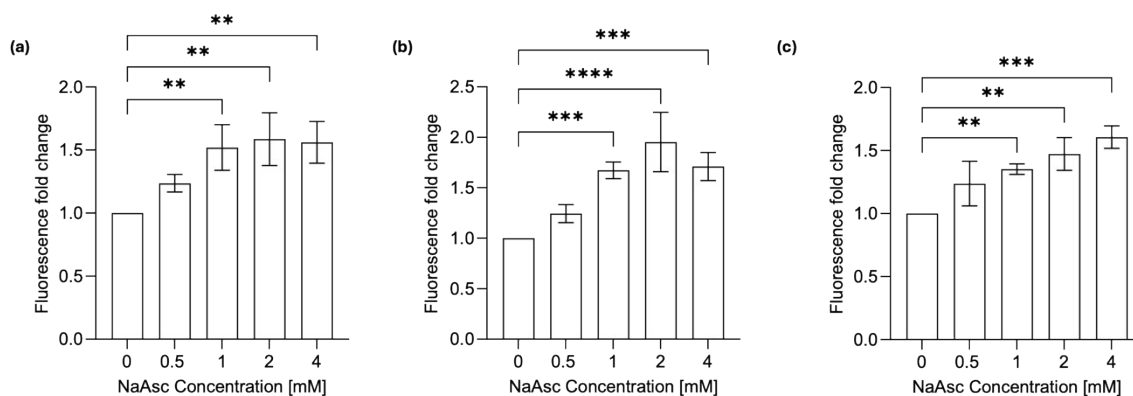 (a)
**
**
**
Fluorescence fold change
2.0
1.5
1.0
0.5
0.0
0 0.5 1 2 4
NaAsc Concentration [mM]
(b)
***
****
***
Fluorescence fold change
2.5
2.0
1.5
1.0
0.5
0.0
0 0.5 1 2 4
NaAsc Concentration [mM]
(c)
***
**
**
Fluorescence fold change
2.0
1.5
1.0
0.5
0.0
0 0.5 1 2 4
NaAsc Concentration [mM]